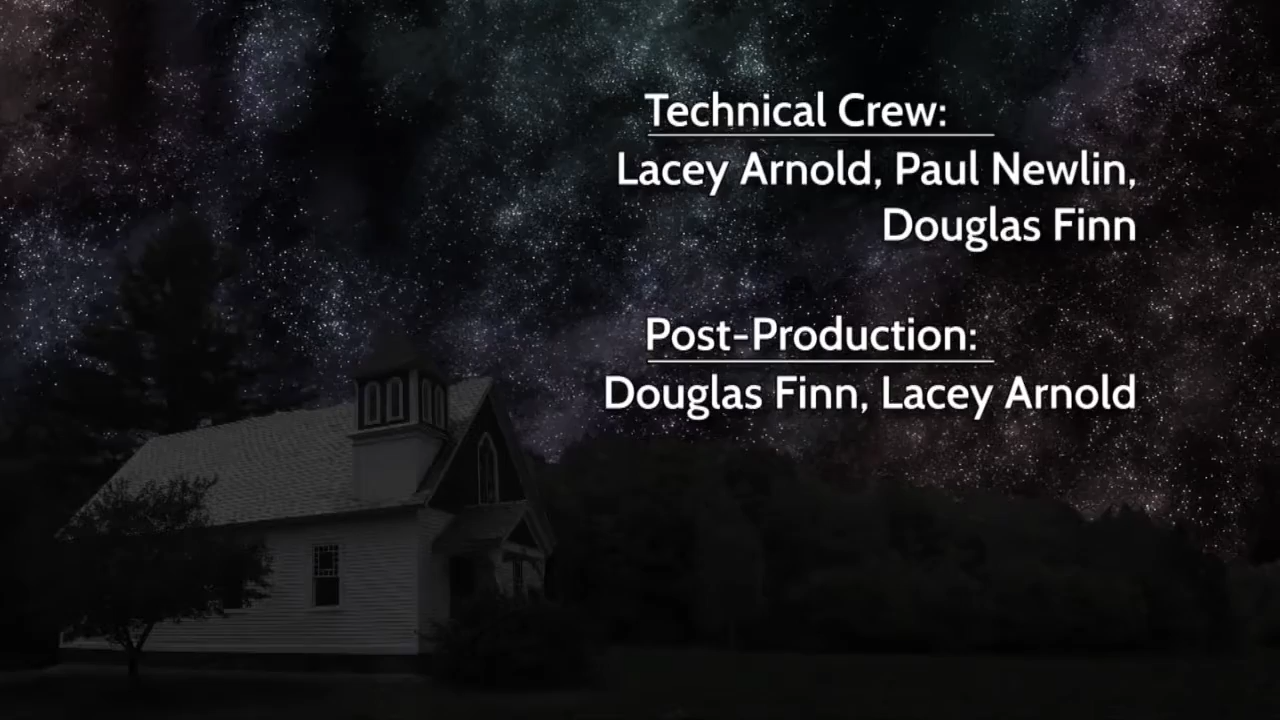 Technical Crew:
Lacey Arnold, Paul Newlin,
Douglas Finn
Post-Production:
Douglas Finn, Lacey Arnold